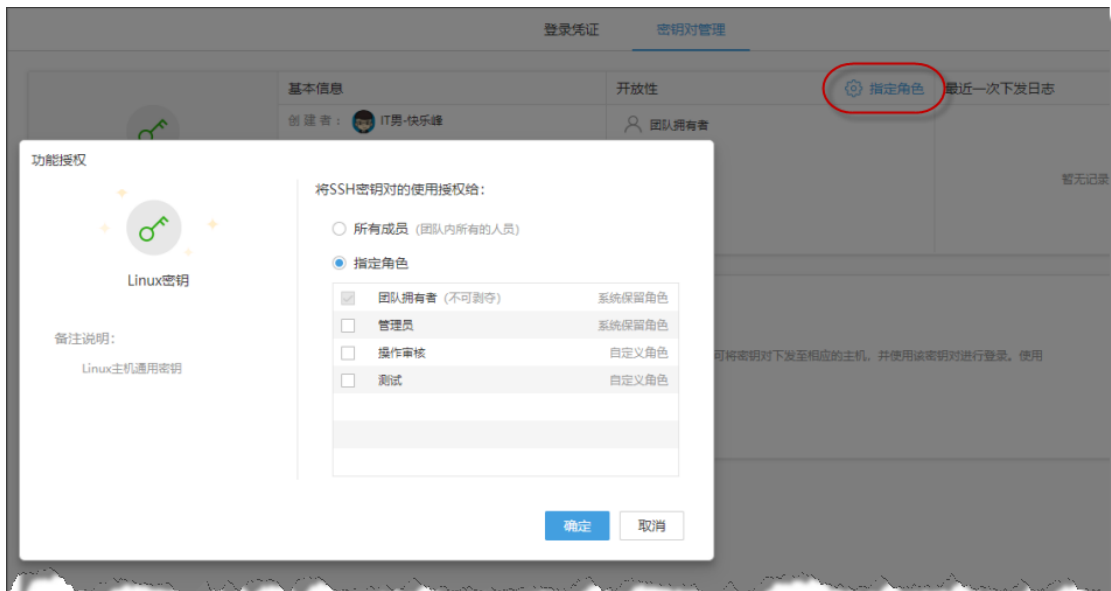 登录凭证 密钥对管理
基本信息 开放性 指定角色 最近一次下发日志
创建者： IT男-快乐峰 团队拥有者
暂无记录
功能授权
将SSH密钥对的使用授权给：
所有成员 (团队内所有的人员)
指定角色
Linux密钥
团队拥有者 (不可剥夺) 系统保留角色
管理员 系统保留角色
操作审核 自定义角色
测试 自定义角色
备注说明：
Linux主机通用密钥
可将密钥对下发至相应的主机，并使用该密钥对进行登录。使用
确定 取消